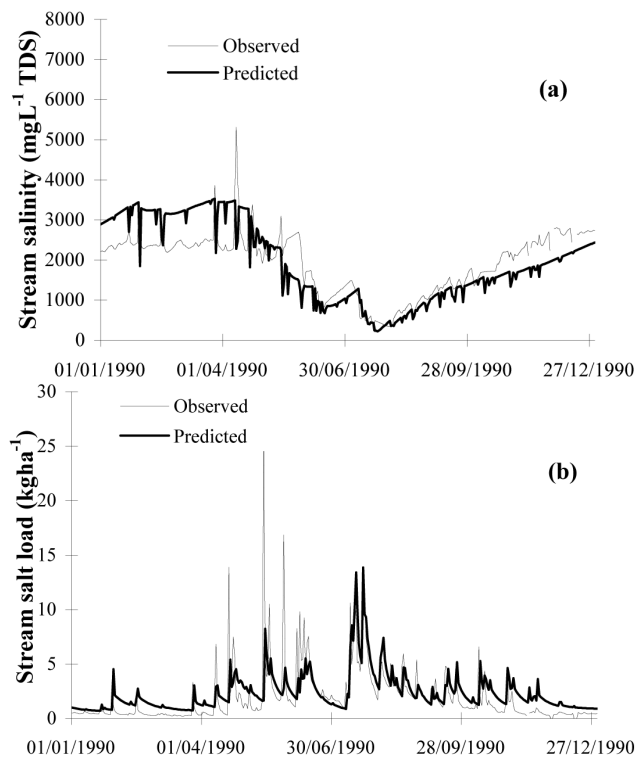 8000
7000
6000
5000
4000
3000
2000
1000
0
Stream salinity (mgL⁻¹ TDS)
Observed
Predicted
(a)
01/01/1990 01/04/1990 30/06/1990 28/09/1990 27/12/1990
30
25
20
15
10
5
0
Stream salt load (kgha⁻¹)
Observed
Predicted
(b)
01/01/1990 01/04/1990 30/06/1990 28/09/1990 27/12/1990